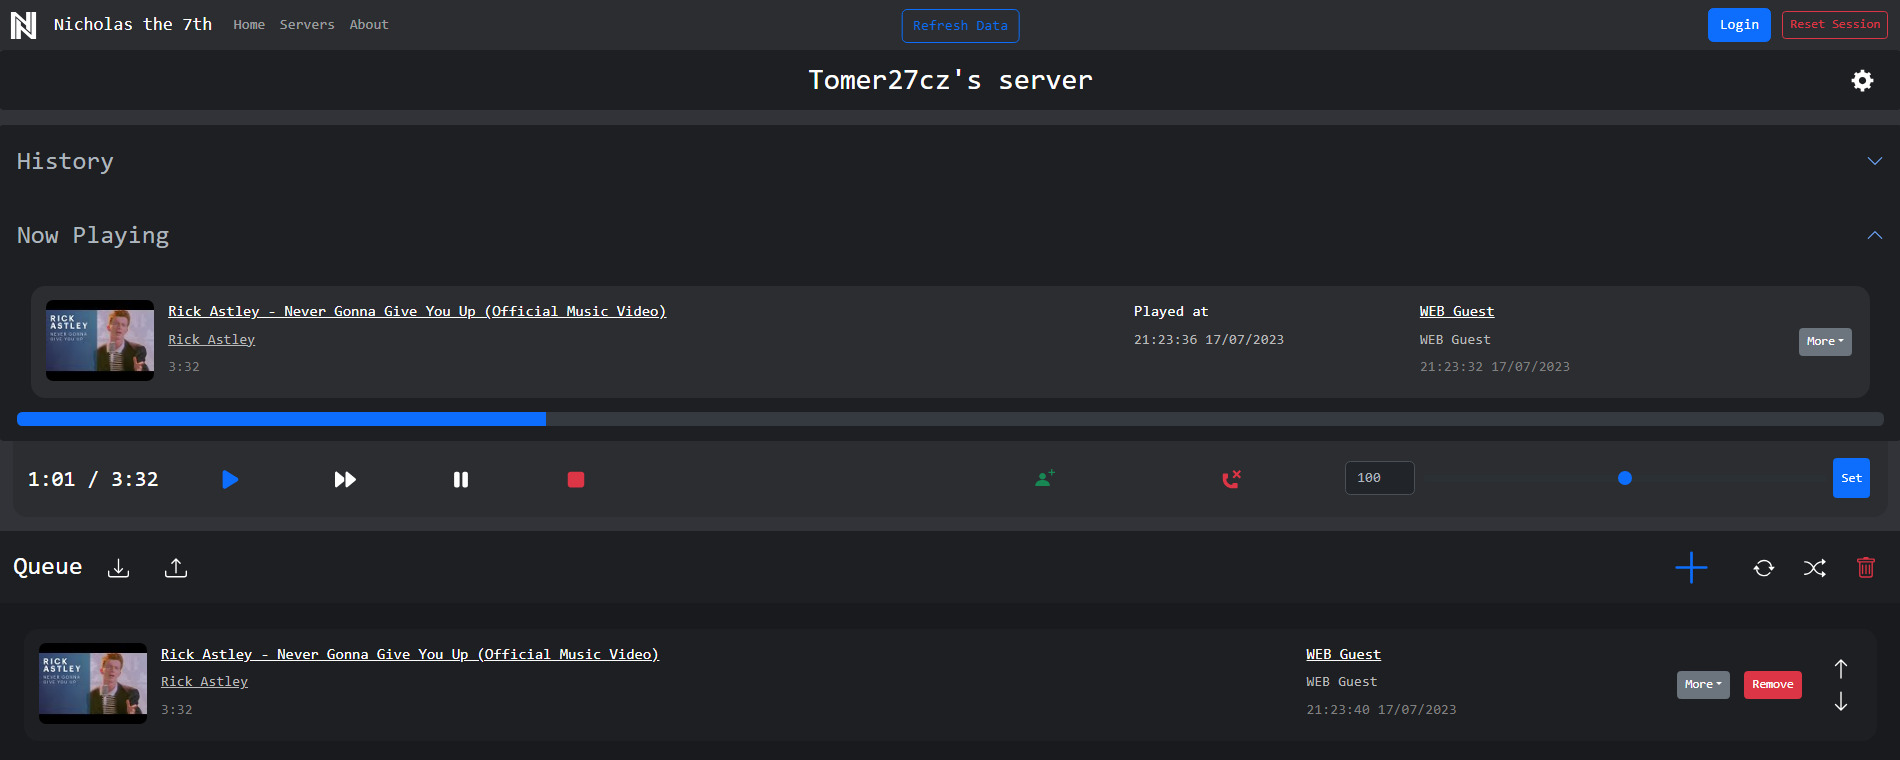 Nicholas the 7th Home Servers About Refresh Data Login Reset Session
Tomer27cz's server
History
Now Playing
RICK
ASTLEY
NEVER GONNA
GIVE YOU UP
Rick Astley - Never Gonna Give You Up (Official Music Video)
Rick Astley
3:32
Played at
21:23:36 17/07/2023
WEB Guest
WEB Guest
21:23:32 17/07/2023
More
1:01 / 3:32
100
Set
Queue
RICK
ASTLEY
NEVER GONNA
GIVE YOU UP
Rick Astley - Never Gonna Give You Up (Official Music Video)
Rick Astley
3:32
WEB Guest
WEB Guest
21:23:40 17/07/2023
More
Remove